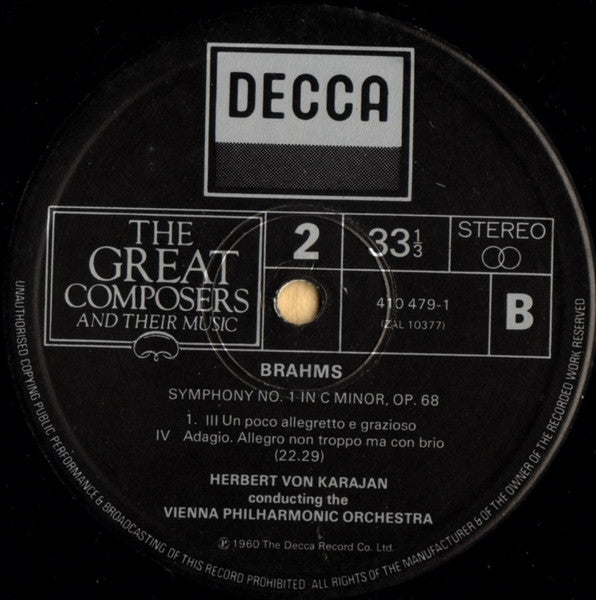 DECCA
THE
GREAT
COMPOSERS
AND THEIR MUSIC
2
33⅓
STEREO
410 479-1
(ZAL 10377)
B
BRAHMS
SYMPHONY NO. 1 IN C MINOR, OP. 68
1. III Un poco allegretto e grazioso
IV Adagio. Allegro non troppo ma con brio
(22.29)
HERBERT VON KARAJAN
conducting the
VIENNA PHILHARMONIC ORCHESTRA
℗ 1960 The Decca Record Co. Ltd.
UNAUTHORISED COPYING PUBLIC PERFORMANCE & BROADCASTING OF THIS RECORD PROHIBITED ALL RIGHTS OF THE MANUFACTURER & OF THE OWNER OF THE RECORDED WORK RESERVED